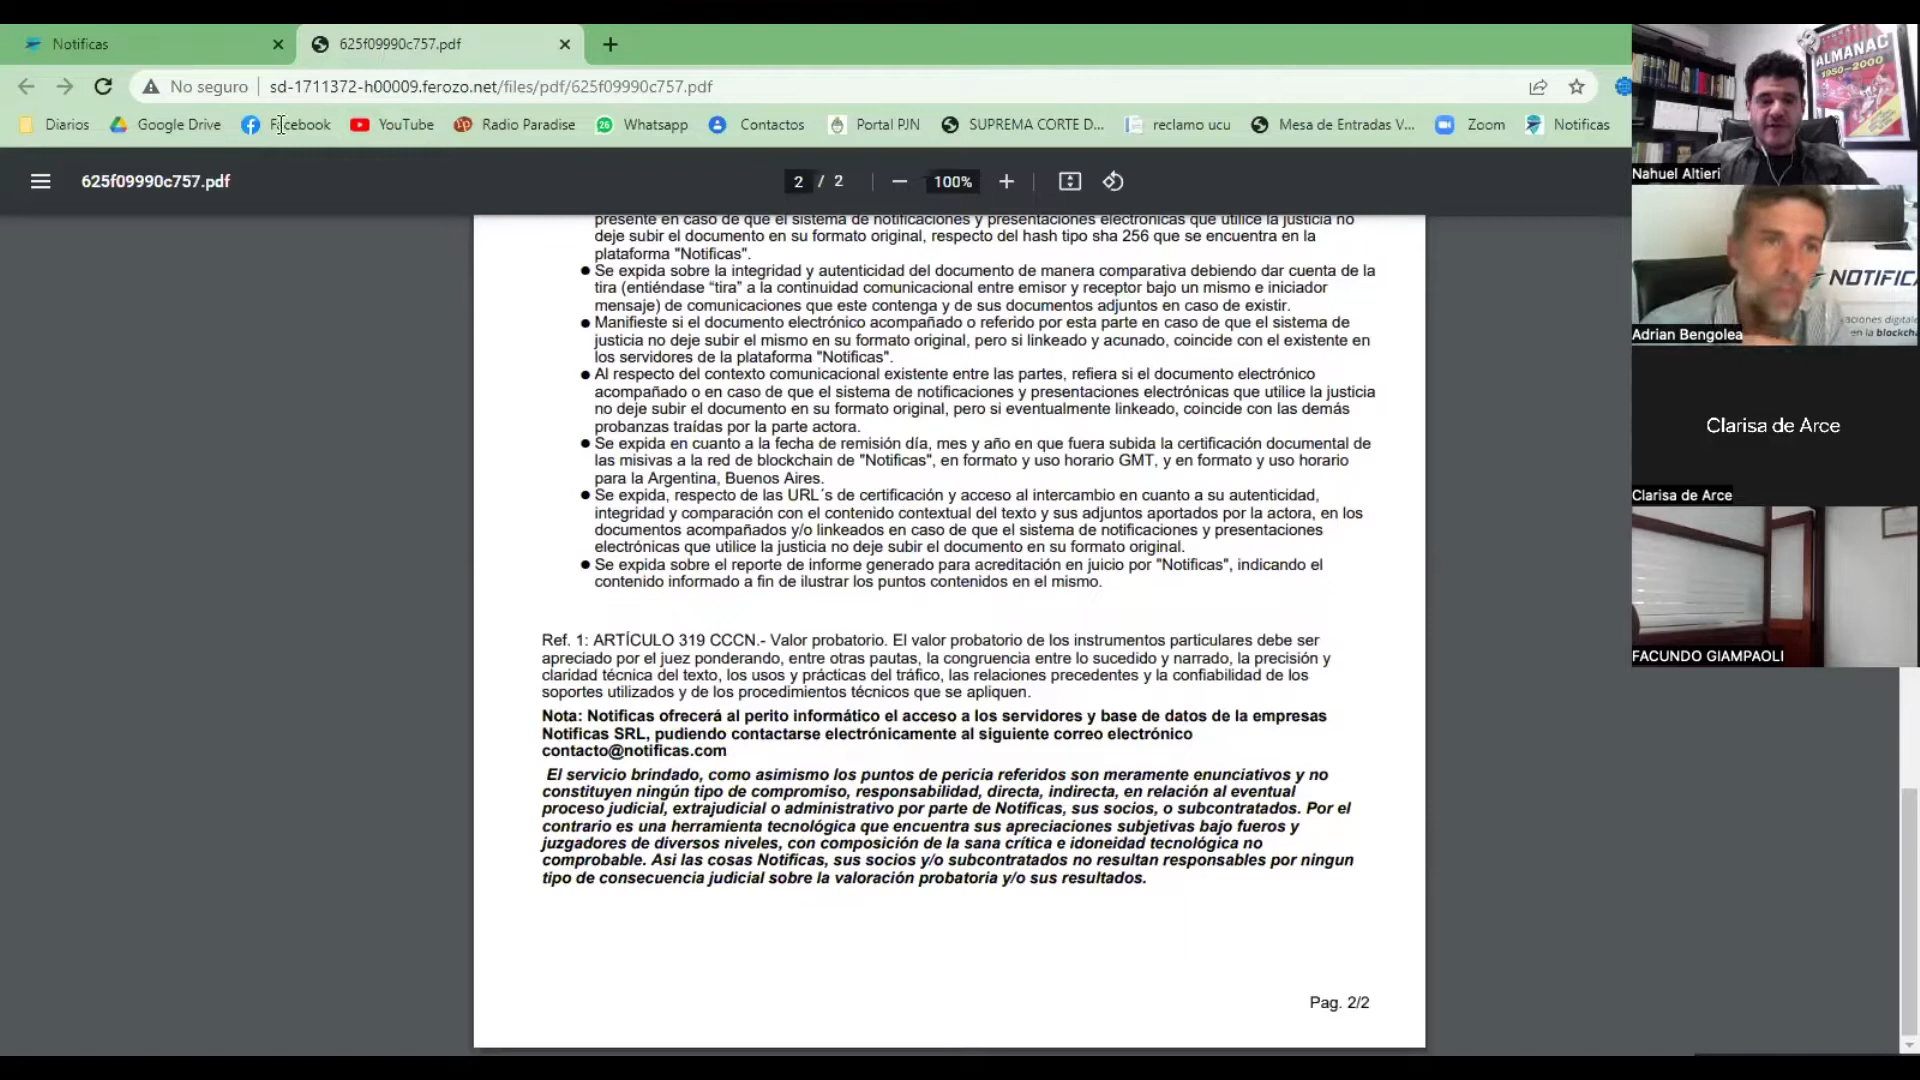 Notificas
625f09990c757.pdf
No seguro
sd-1711372-h00009.ferozo.net/files/pdf/625f09990c757.pdf
Diarios
Google Drive
Facebook
YouTube
Radio Paradise
Whatsapp
Contactos
Portal PJN
SUPREMA CORTE D...
reclamo ucu
Mesa de Entradas V...
Zoom
Notificas
625f09990c757.pdf
2 / 2
100%
presente en caso de que el sistema de notificaciones y presentaciones electrónicas que utilice la justicia no
deje subir el documento en su formato original, respecto del hash tipo sha 256 que se encuentra en la
plataforma "Notificas".
● Se expida sobre la integridad y autenticidad del documento de manera comparativa debiendo dar cuenta de la
tira (entiéndase “tira” a la continuidad comunicacional entre emisor y receptor bajo un mismo e iniciador
mensaje) de comunicaciones que este contenga y de sus documentos adjuntos en caso de existir.
● Manifieste si el documento electrónico acompañado o referido por esta parte en caso de que el sistema de
justicia no deje subir el mismo en su formato original, pero si linkeado y acunado, coincide con el existente en
los servidores de la plataforma "Notificas".
● Al respecto del contexto comunicacional existente entre las partes, refiera si el documento electrónico
acompañado o en caso de que el sistema de notificaciones y presentaciones electrónicas que utilice la justicia
no deje subir el documento en su formato original, pero si eventualmente linkeado, coincide con las demás
probanzas traídas por la parte actora.
● Se expida en cuanto a la fecha de remisión día, mes y año en que fuera subida la certificación documental de
las misivas a la red de blockchain de "Notificas", en formato y uso horario GMT, y en formato y uso horario
para la Argentina, Buenos Aires.
● Se expida, respecto de las URL´s de certificación y acceso al intercambio en cuanto a su autenticidad,
integridad y comparación con el contenido contextual del texto y sus adjuntos aportados por la actora, en los
documentos acompañados y/o linkeados en caso de que el sistema de notificaciones y presentaciones
electrónicas que utilice la justicia no deje subir el documento en su formato original.
● Se expida sobre el reporte de informe generado para acreditación en juicio por "Notificas", indicando el
contenido informado a fin de ilustrar los puntos contenidos en el mismo.
Ref. 1: ARTÍCULO 319 CCCN.- Valor probatorio. El valor probatorio de los instrumentos particulares debe ser
apreciado por el juez ponderando, entre otras pautas, la congruencia entre lo sucedido y narrado, la precisión y
claridad técnica del texto, los usos y prácticas del tráfico, las relaciones precedentes y la confiabilidad de los
soportes utilizados y de los procedimientos técnicos que se apliquen.
Nota: Notificas ofrecerá al perito informático el acceso a los servidores y base de datos de la empresas
Notificas SRL, pudiendo contactarse electrónicamente al siguiente correo electrónico
contacto@notificas.com
El servicio brindado, como asimismo los puntos de pericia referidos son meramente enunciativos y no
constituyen ningún tipo de compromiso, responsabilidad, directa, indirecta, en relación al eventual
proceso judicial, extrajudicial o administrativo por parte de Notificas, sus socios, o subcontratados. Por el
contrario es una herramienta tecnológica que encuentra sus apreciaciones subjetivas bajo fueros y
juzgadores de diversos niveles, con composición de la sana crítica e idoneidad tecnológica no
comprobable. Asi las cosas Notificas, sus socios y/o subcontratados no resultan responsables por ningun
tipo de consecuencia judicial sobre la valoración probatoria y/o sus resultados.
Pag. 2/2
ALMANAC
1950-2000
Nahuel Altieri
NOTIFICA
aciones digitale
en la blockcha
Adrian Bengolea
Clarisa de Arce
Clarisa de Arce
FACUNDO GIAMPAOLI